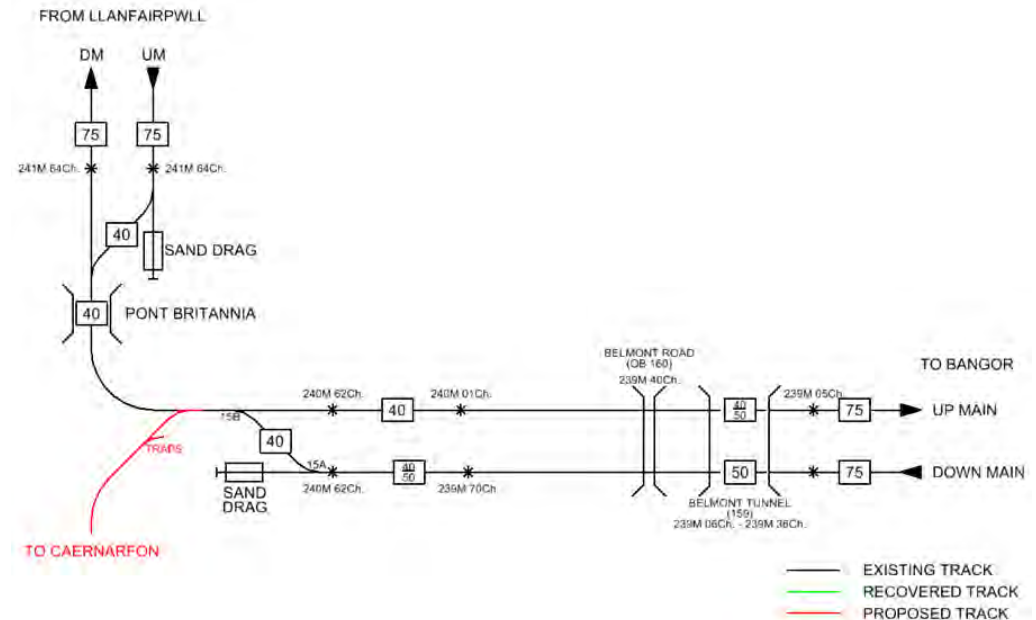 FROM LLANFAIRPWLL
DM UM
75 75
241M 64Ch. 241M 64Ch.
40
SAND DRAG
40 PONT BRITANNIA
BELMONT ROAD
(OB 160)
239M 40Ch.
TO BANGOR
240M 62Ch. 40 240M 01Ch. 40 50 239M 05Ch. 75 UP MAIN
15B
40
TRAPS
15A
SAND
DRAG
240M 62Ch. 40 50 239M 70Ch. 50 75 DOWN MAIN
BELMONT TUNNEL
(159)
239M 06Ch. - 239M 36Ch.
TO CAERNARFON
EXISTING TRACK
RECOVERED TRACK
PROPOSED TRACK